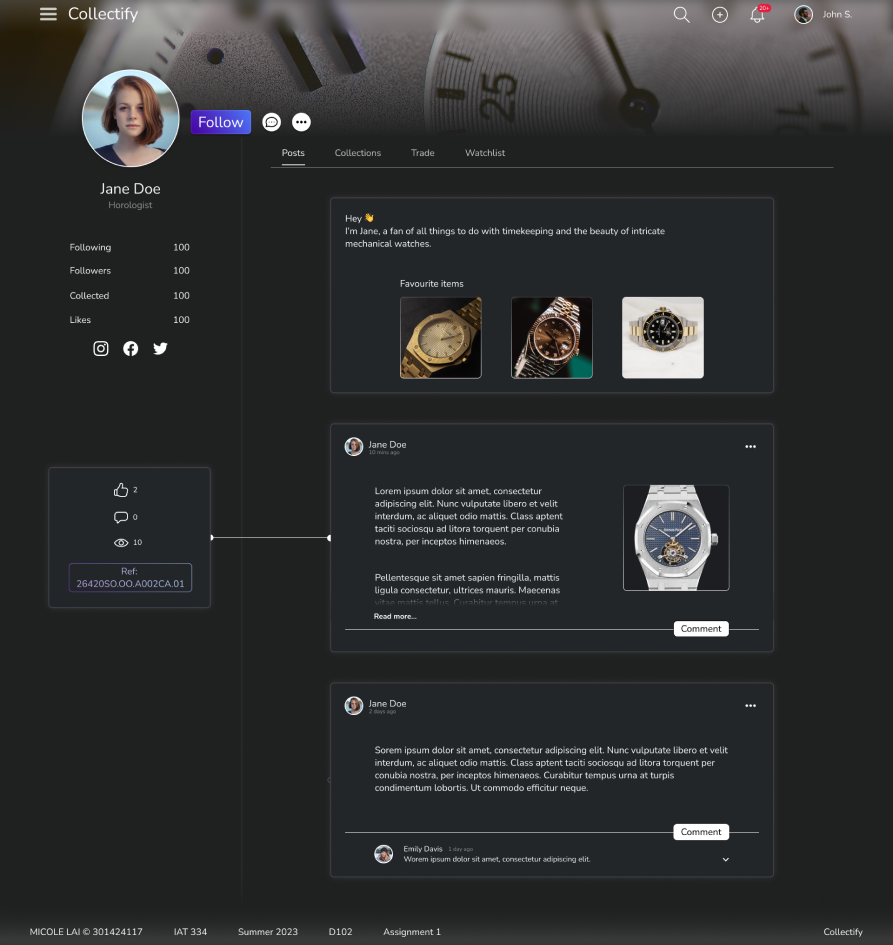 Collectify
20+
John S.
25
Follow
Posts
Collections
Trade
Watchlist
Jane Doe
Horologist
Following 100
Followers 100
Collected 100
Likes 100
Hey 👋
I'm Jane, a fan of all things to do with timekeeping and the beauty of intricate
mechanical watches.
Favourite items
2
0
10
Ref:
26420SO.OO.A002CA.01
Jane Doe
10 mins ago
Lorem ipsum dolor sit amet, consectetur
adipiscing elit. Nunc vulputate libero et velit
interdum, ac aliquet odio mattis. Class aptent
taciti sociosqu ad litora torquent per conubia
nostra, per inceptos himenaeos.
Pellentesque sit amet sapien fringilla, mattis
ligula consectetur, ultrices mauris. Maecenas
vitae mattis tellus. Curabitur tempus urna at
Read more...
Comment
Jane Doe
2 days ago
Sorem ipsum dolor sit amet, consectetur adipiscing elit. Nunc vulputate libero et velit
interdum, ac aliquet odio mattis. Class aptent taciti sociosqu ad litora torquent per
conubia nostra, per inceptos himenaeos. Curabitur tempus urna at turpis
condimentum lobortis. Ut commodo efficitur neque.
Comment
Emily Davis 1 day ago
Worem ipsum dolor sit amet, consectetur adipiscing elit.
MICOLE LAI © 301424117
IAT 334
Summer 2023
D102
Assignment 1
Collectify